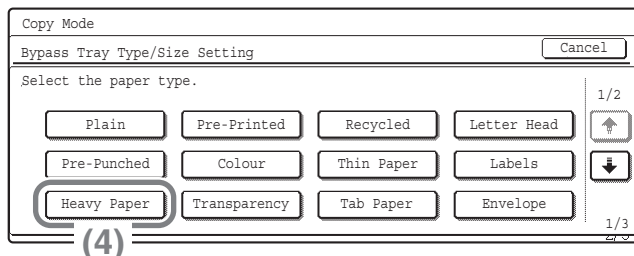 Copy Mode
Bypass Tray Type/Size Setting Cancel
Select the paper type.
1/2
Plain Pre-Printed Recycled Letter Head
Pre-Punched Colour Thin Paper Labels
Heavy Paper Transparency Tab Paper Envelope
1/3
(4)